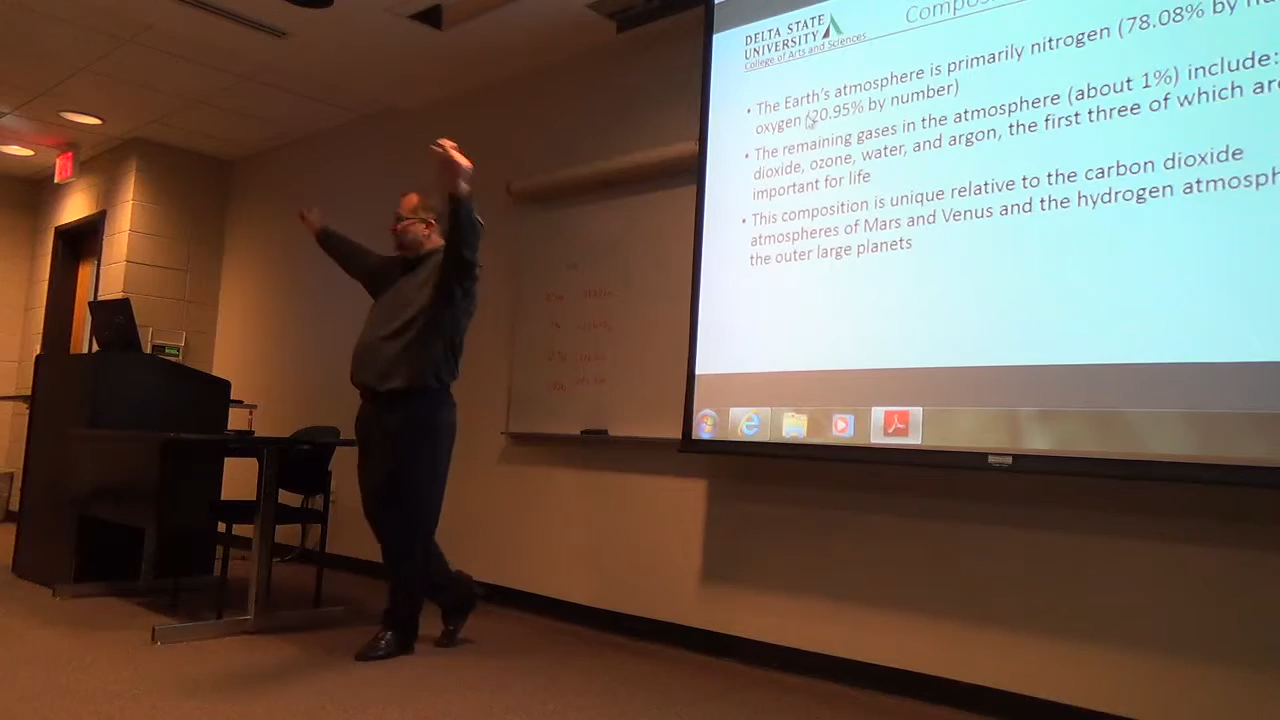 DELTA STATE
UNIVERSITY
College of Arts and Sciences
• The Earth's atmosphere is primarily nitrogen (78.08% by
oxygen (20.95% by number)
• The remaining gases in the atmosphere (about 1%) include:
dioxide, ozone, water, and argon, the first three of which are
important for life
• This composition is unique relative to the carbon dioxide
atmospheres of Mars and Venus and the hydrogen atmosph
the outer large planets